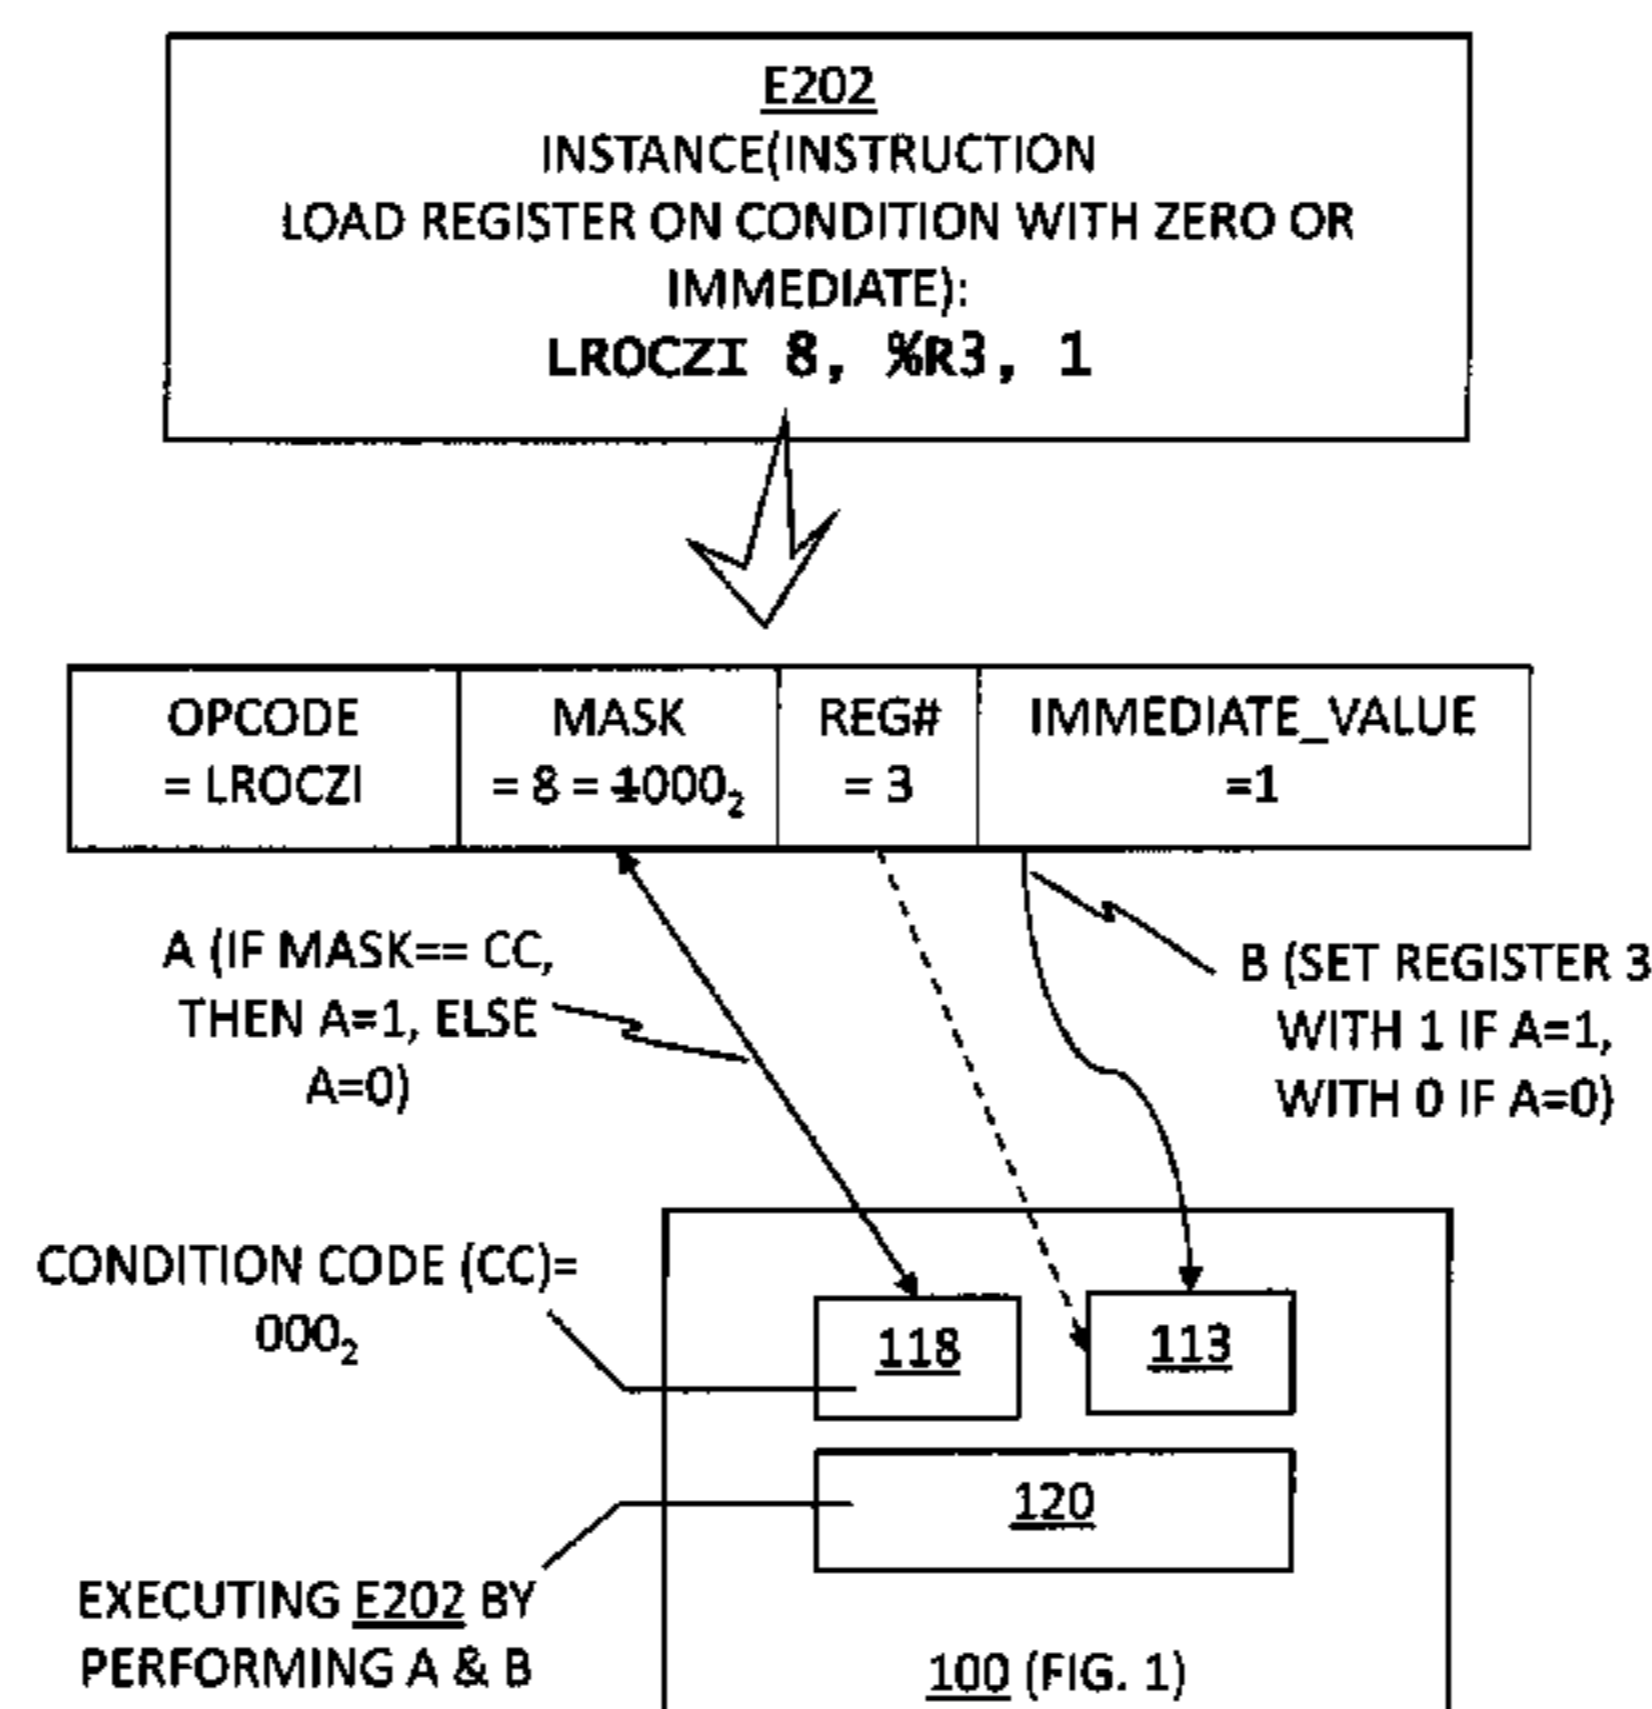 E202
INSTANCE(INSTRUCTION
LOAD REGISTER ON CONDITION WITH ZERO OR
IMMEDIATE):
LROCZI 8, %R3, 1
OPCODE
= LROCZI
MASK
= 8 = 1000₂
REG#
= 3
IMMEDIATE_VALUE
=1
A (IF MASK== CC,
THEN A=1, ELSE
A=0)
B (SET REGISTER 3
WITH 1 IF A=1,
WITH 0 IF A=0)
CONDITION CODE (CC)=
000₂
118
113
120
EXECUTING E202 BY
PERFORMING A & B
100 (FIG. 1)